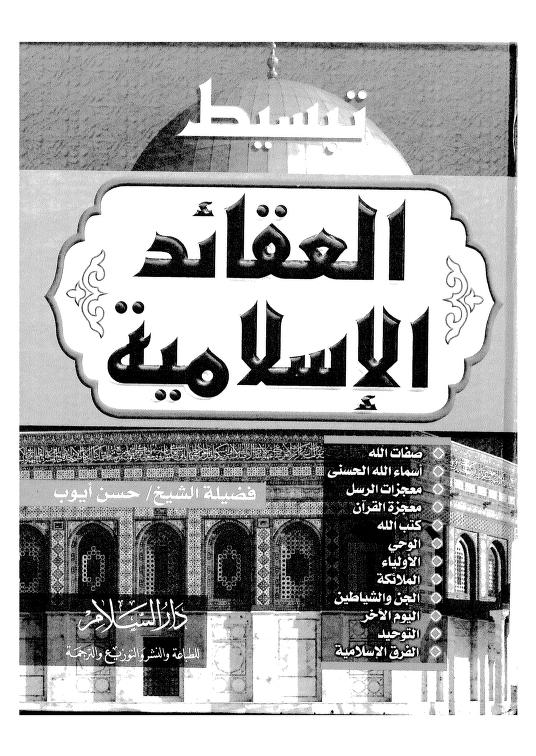 تبسيط
العقائد
الإسلامية
صفات الله
أسماء الله الحسنى
معجزات الرسل
معجزة القرآن
كتب الله
الوحي
الأولياء
الملائكة
الجن والشياطين
اليوم الآخر
التوحيد
الفرق الإسلامية
فضيلة الشيخ/ حسن أيوب
دار السلام
للطباعة والنشر والتوزيع والترجمة